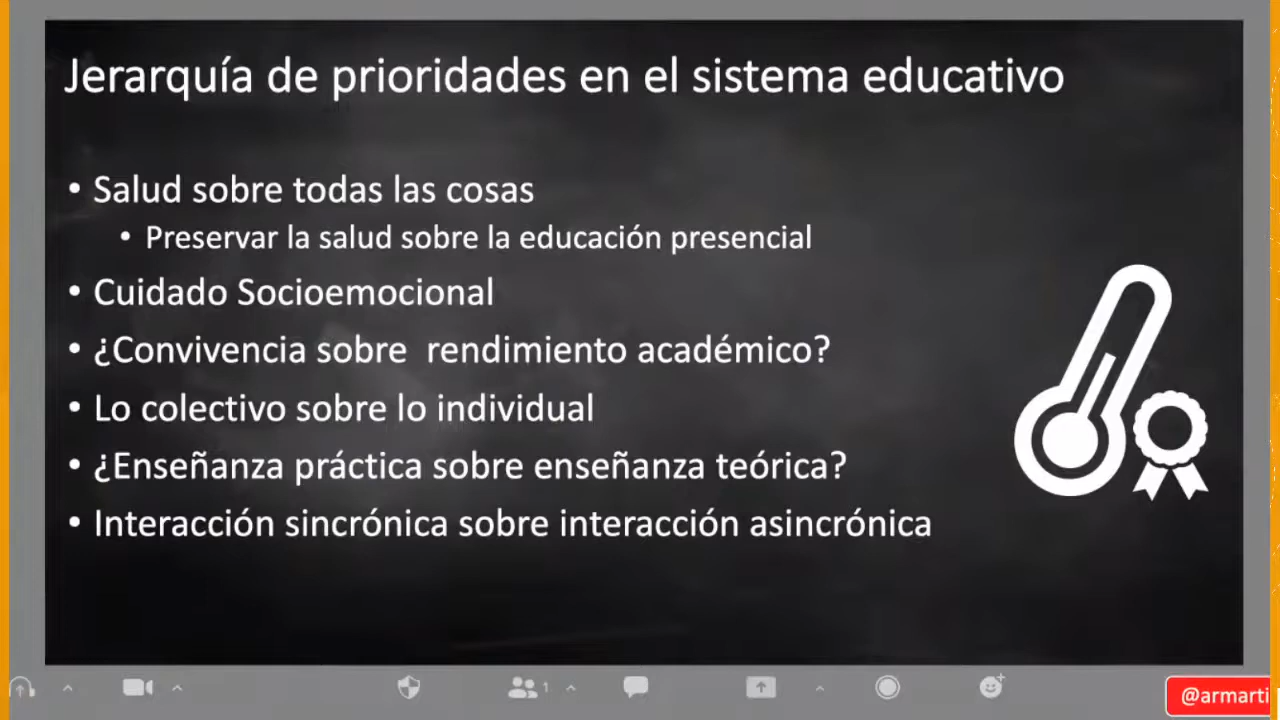 Jerarquía de prioridades en el sistema educativo
• Salud sobre todas las cosas
• Preservar la salud sobre la educación presencial
• Cuidado Socioemocional
• ¿Convivencia sobre  rendimiento académico?
• Lo colectivo sobre lo individual
• ¿Enseñanza práctica sobre enseñanza teórica?
• Interacción sincrónica sobre interacción asincrónica
1
@armarti